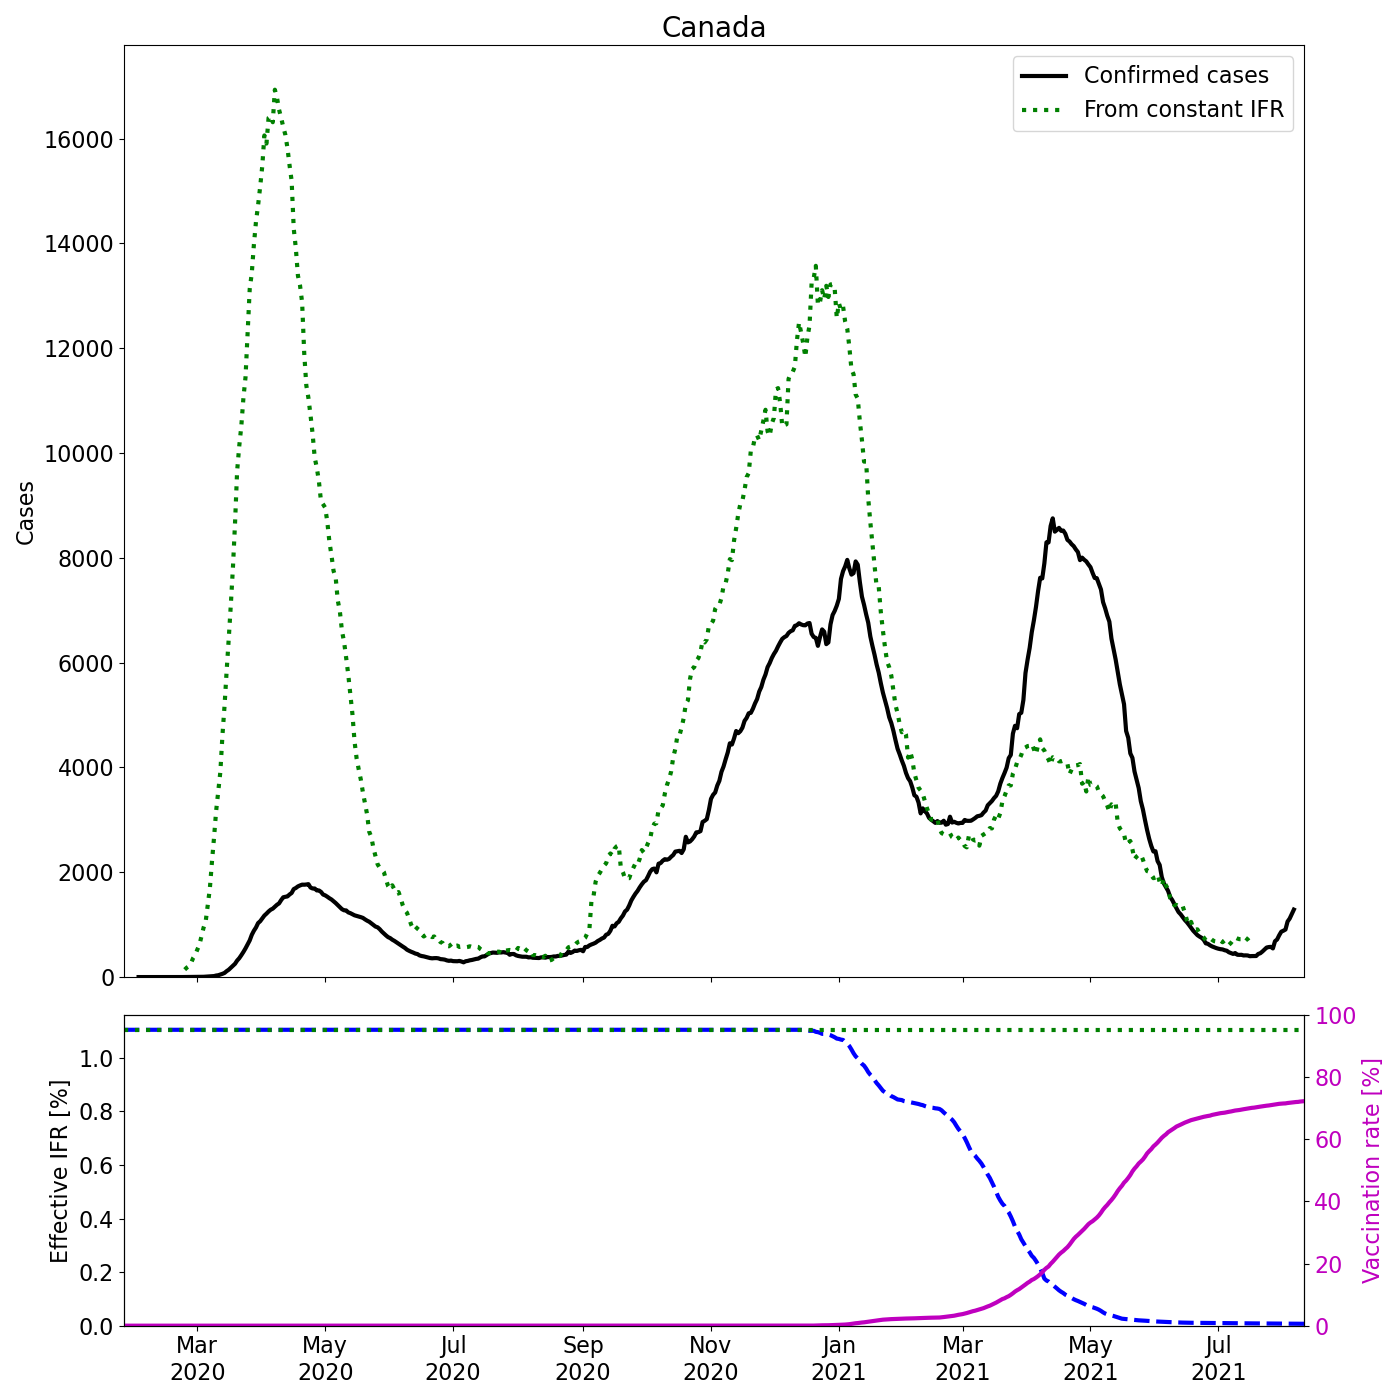 Canada
Confirmed cases
From constant IFR
Cases
16000
14000
12000
10000
8000
6000
4000
2000
0
Effective IFR [%]
1.0
0.8
0.6
0.4
0.2
0.0
Vaccination rate [%]
100
80
60
40
20
0
Mar May Jul Sep Nov Jan Mar May Jul
2020 2020 2020 2020 2020 2021 2021 2021 2021